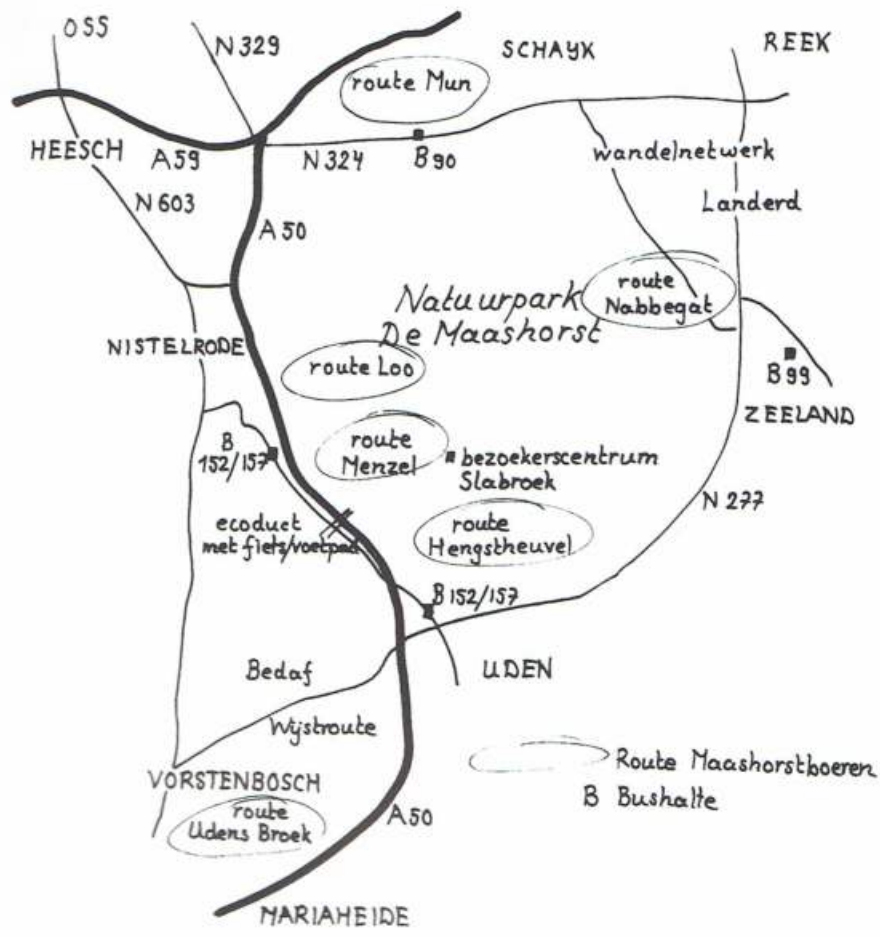 OSS
N 329
SCHAYK
REEK
route Mun
HEESCH
A 59
N 324
B 90
wandelnetwerk
N 603
Landerd
A 50
route
Nabbegat
Natuurpark
De Maashorst
NISTELRODE
route Loo
B 99
ZEELAND
B
152/157
route
Menzel
bezoekerscentrum
Slabroek
N 277
ecoduct
met fiets/voetpad
route
Hengstheuvel
B 152/157
Bedaf
UDEN
Wijstroute
Route Maashorstboeren
VORSTENBOSCH
B Bushalte
route
Udens Broek
A 50
MARIAHEIDE